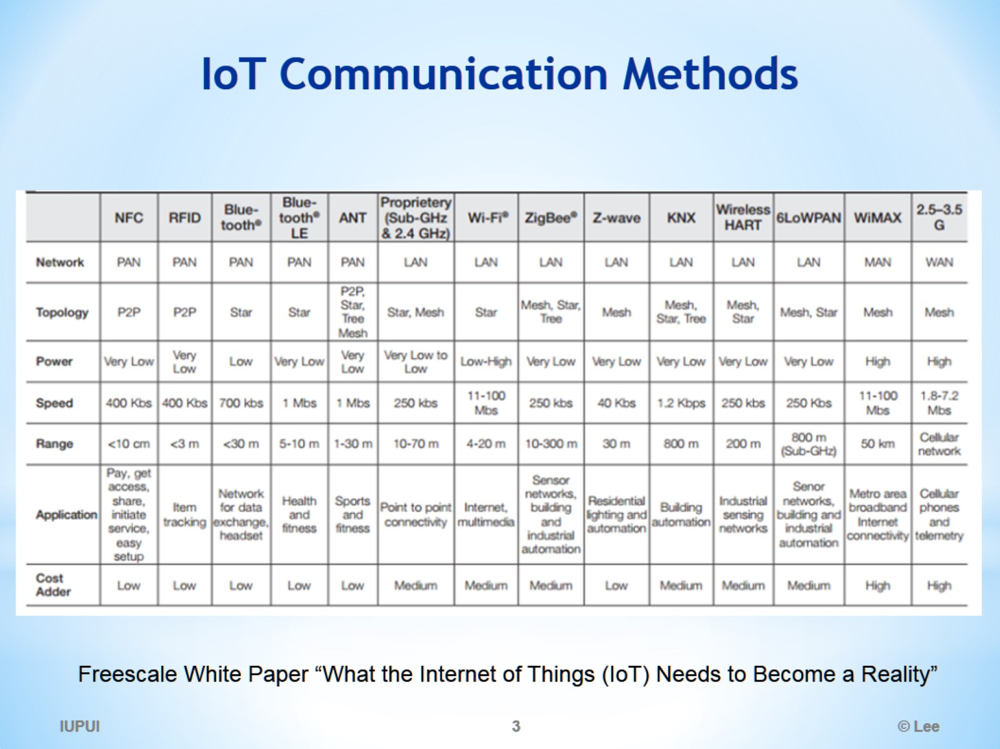 IoT Communication Methods
NFC RFID Blue-tooth® Blue-tooth® LE ANT Proprietery (Sub-GHz & 2.4 GHz) Wi-Fi® ZigBee® Z-wave KNX Wireless HART 6LoWPAN WiMAX 2.5–3.5 G
Network PAN PAN PAN PAN PAN LAN LAN LAN LAN LAN LAN LAN MAN WAN
Topology P2P P2P Star Star P2P, Star, Tree Mesh Star, Mesh Star Mesh, Star, Tree Mesh Mesh, Star, Tree Mesh, Star Mesh, Star Mesh Mesh
Power Very Low Very Low Low Very Low Very Low Very Low to Low Low-High Very Low Very Low Very Low Very Low Very Low High High
Speed 400 Kbs 400 Kbs 700 kbs 1 Mbs 1 Mbs 250 kbs 11-100 Mbs 250 kbs 40 Kbs 1.2 Kbps 250 kbs 250 Kbs 11-100 Mbs 1.8-7.2 Mbs
Range <10 cm <3 m <30 m 5-10 m 1-30 m 10-70 m 4-20 m 10-300 m 30 m 800 m 200 m 800 m (Sub-GHz) 50 km Cellular network
Application Pay, get access, share, initiate service, easy setup Item tracking Network for data exchange, headset Health and fitness Sports and fitness Point to point connectivity Internet, multimedia Sensor networks, building and industrial automation Residential lighting and automation Building automation Industrial sensing networks Senor networks, building and industrial automation Metro area broadband Internet connectivity Cellular phones and telemetry
Cost Adder Low Low Low Low Low Medium Medium Medium Low Medium Medium Medium High High
Freescale White Paper “What the Internet of Things (IoT) Needs to Become a Reality”
IUPUI 3 © Lee